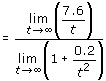 = lim t→∞ (7.6/t) / lim t→∞ (1 + 0.2/t²)